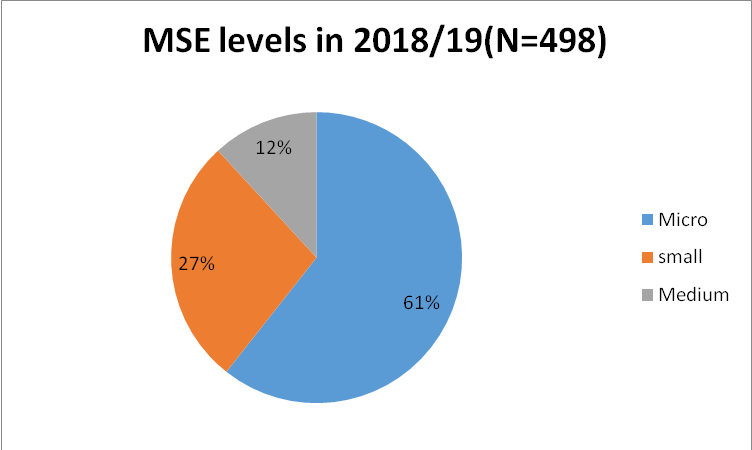 MSE levels in 2018/19(N=498)
12%
27%
61%
Micro
small
Medium